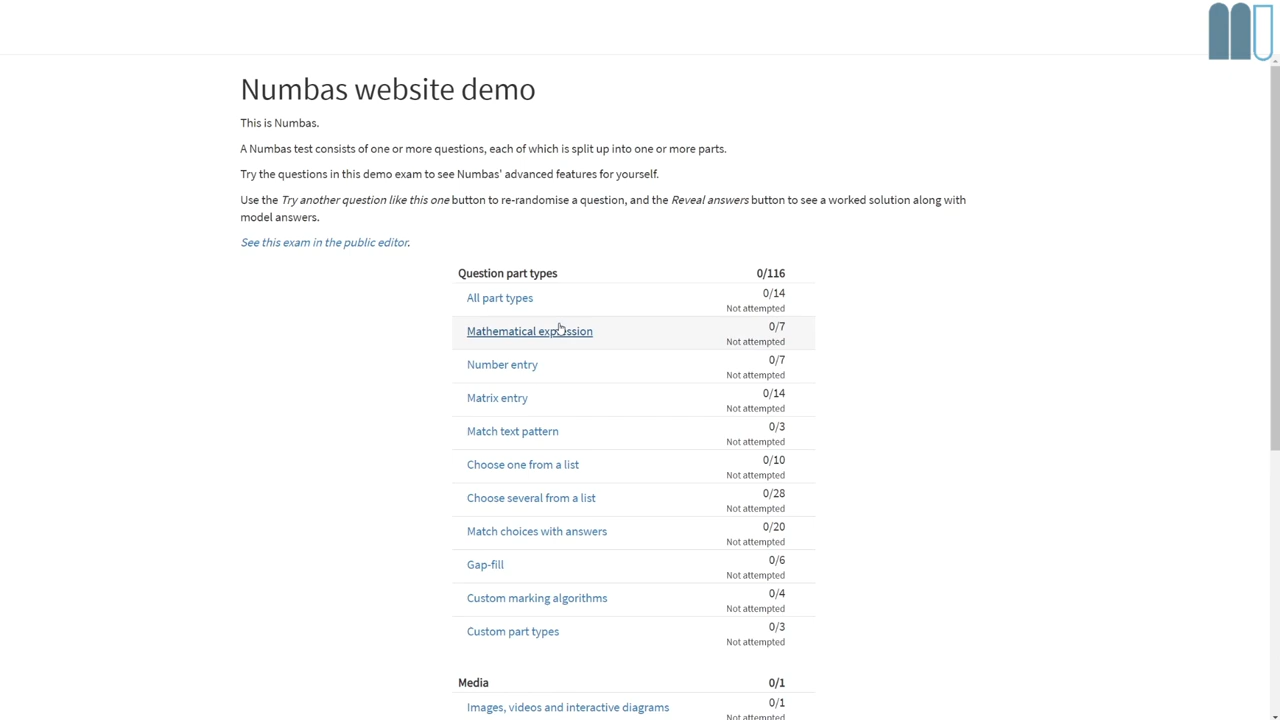 Numbas website demo
This is Numbas.
A Numbas test consists of one or more questions, each of which is split up into one or more parts.
Try the questions in this demo exam to see Numbas' advanced features for yourself.
Use the Try another question like this one button to re-randomise a question, and the Reveal answers button to see a worked solution along with
model answers.
See this exam in the public editor.
Question part types 0/116
All part types 0/14
Not attempted
Mathematical expression 0/7
Not attempted
Number entry 0/7
Not attempted
Matrix entry 0/14
Not attempted
Match text pattern 0/3
Not attempted
Choose one from a list 0/10
Not attempted
Choose several from a list 0/28
Not attempted
Match choices with answers 0/20
Not attempted
Gap-fill 0/6
Not attempted
Custom marking algorithms 0/4
Not attempted
Custom part types 0/3
Not attempted
Media 0/1
Images, videos and interactive diagrams 0/1
Not attempted